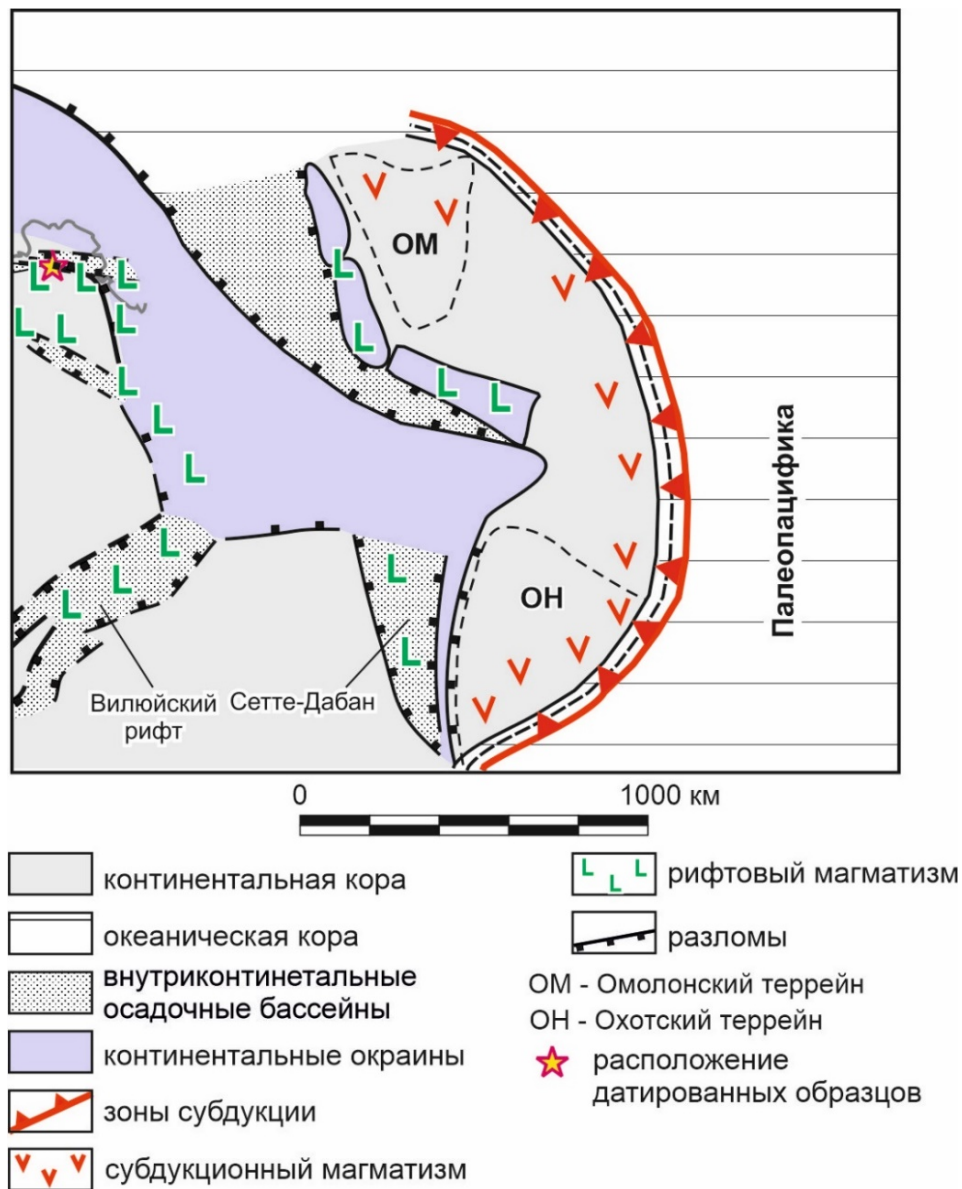 ОМ
Палеопацифика
ОН
Вилюйский
рифт
Сетте-Дабан
0
1000 км
континентальная кора
океаническая кора
внутриконтинетальные
осадочные бассейны
континентальные окраины
зоны субдукции
субдукционный магматизм
рифтовый магматизм
разломы
ОМ - Омолонский террейн
ОН - Охотский террейн
расположение
датированных образцов